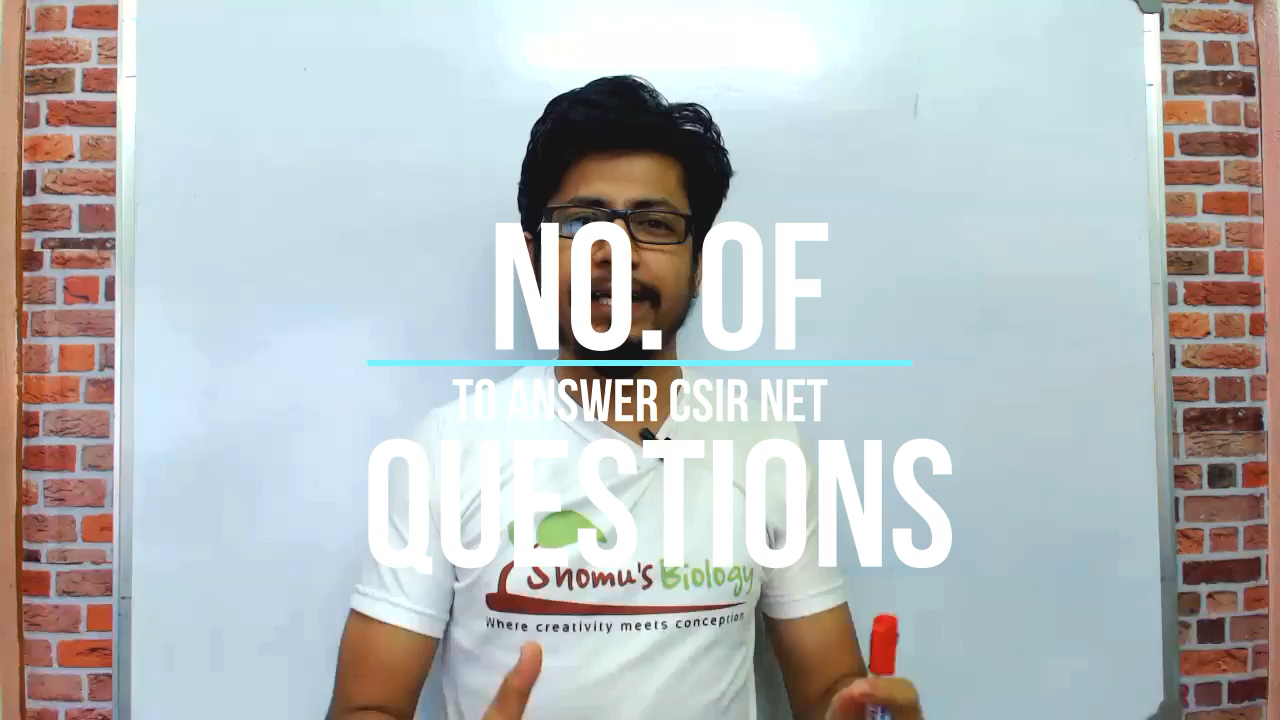 NO. OF
TO ANSWER CSIR NET
QUESTIONS
Shomu's Biology
Where creativity meets conception